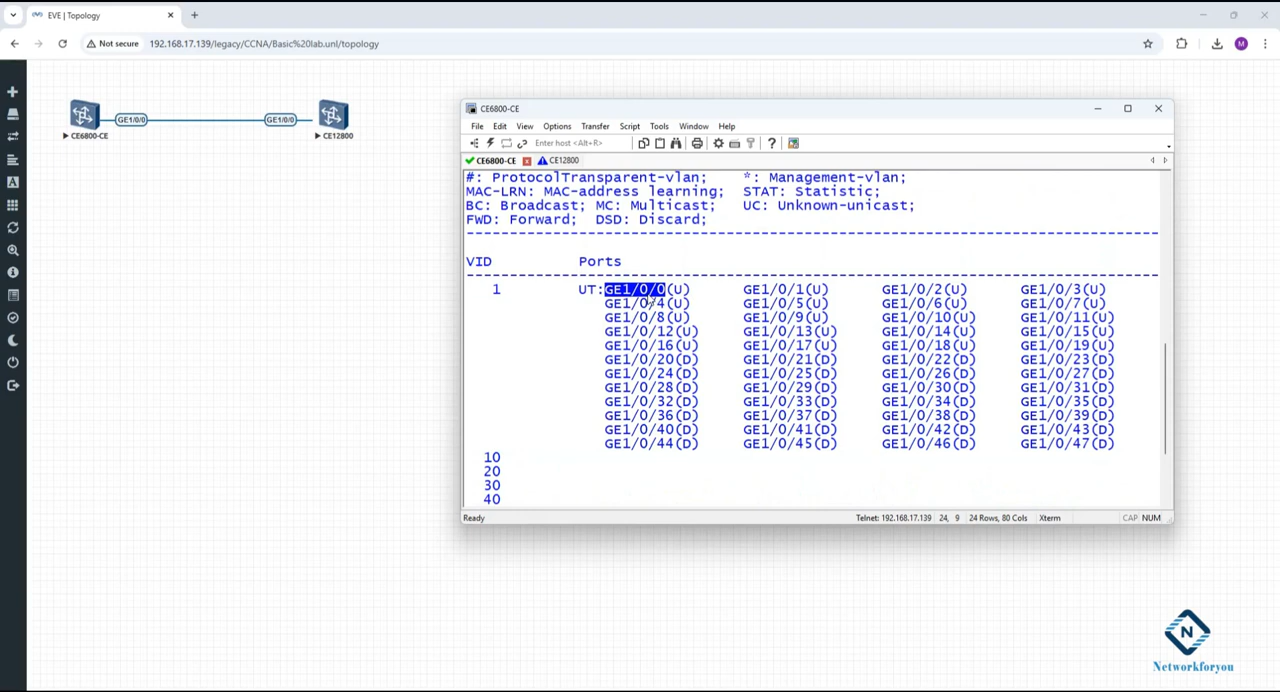 EVE | Topology
Not secure
192.168.17.139/legacy/CCNA/Basic%20lab.unl/topology
M
GE1/0/0
GE1/0/0
CE6800-CE
CE12800
CE6800-CE
File Edit View Options Transfer Script Tools Window Help
Enter host <Alt+R>
CE6800-CE
CE12800
#: ProtocolTransparent-vlan; *: Management-vlan;
MAC-LRN: MAC-address learning; STAT: Statistic;
BC: Broadcast; MC: Multicast; UC: Unknown-unicast;
FWD: Forward; DSD: Discard;
--------------------------------------------------------------------------------
VID Ports
--------------------------------------------------------------------------------
1 UT:GE1/0/0(U) GE1/0/1(U) GE1/0/2(U) GE1/0/3(U)
GE1/0/4(U) GE1/0/5(U) GE1/0/6(U) GE1/0/7(U)
GE1/0/8(U) GE1/0/9(U) GE1/0/10(U) GE1/0/11(U)
GE1/0/12(U) GE1/0/13(U) GE1/0/14(U) GE1/0/15(U)
GE1/0/16(U) GE1/0/17(U) GE1/0/18(U) GE1/0/19(U)
GE1/0/20(D) GE1/0/21(D) GE1/0/22(D) GE1/0/23(D)
GE1/0/24(D) GE1/0/25(D) GE1/0/26(D) GE1/0/27(D)
GE1/0/28(D) GE1/0/29(D) GE1/0/30(D) GE1/0/31(D)
GE1/0/32(D) GE1/0/33(D) GE1/0/34(D) GE1/0/35(D)
GE1/0/36(D) GE1/0/37(D) GE1/0/38(D) GE1/0/39(D)
GE1/0/40(D) GE1/0/41(D) GE1/0/42(D) GE1/0/43(D)
GE1/0/44(D) GE1/0/45(D) GE1/0/46(D) GE1/0/47(D)
10
20
30
40
Ready Telnet: 192.168.17.139 24, 9 24 Rows, 80 Cols Xterm CAP NUM
N
Networkforyou